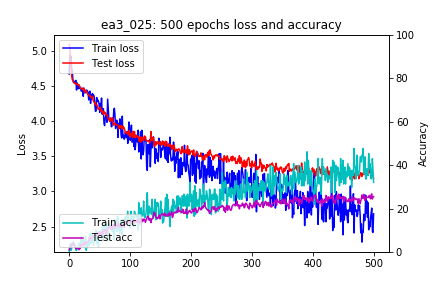 ea3_025: 500 epochs loss and accuracy
Train loss
Test loss
Train acc
Test acc
Loss
5.0
4.5
4.0
3.5
3.0
2.5
Accuracy
100
80
60
40
20
0
0
100
200
300
400
500